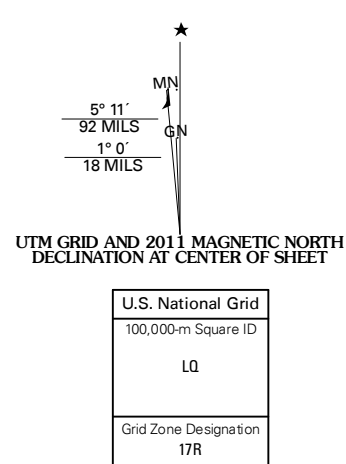 ★
MN
5° 11´
92 MILS
GN
1° 0´
18 MILS
UTM GRID AND 2011 MAGNETIC NORTH
DECLINATION AT CENTER OF SHEET
U.S. National Grid
100,000-m Square ID
LQ
Grid Zone Designation
17R